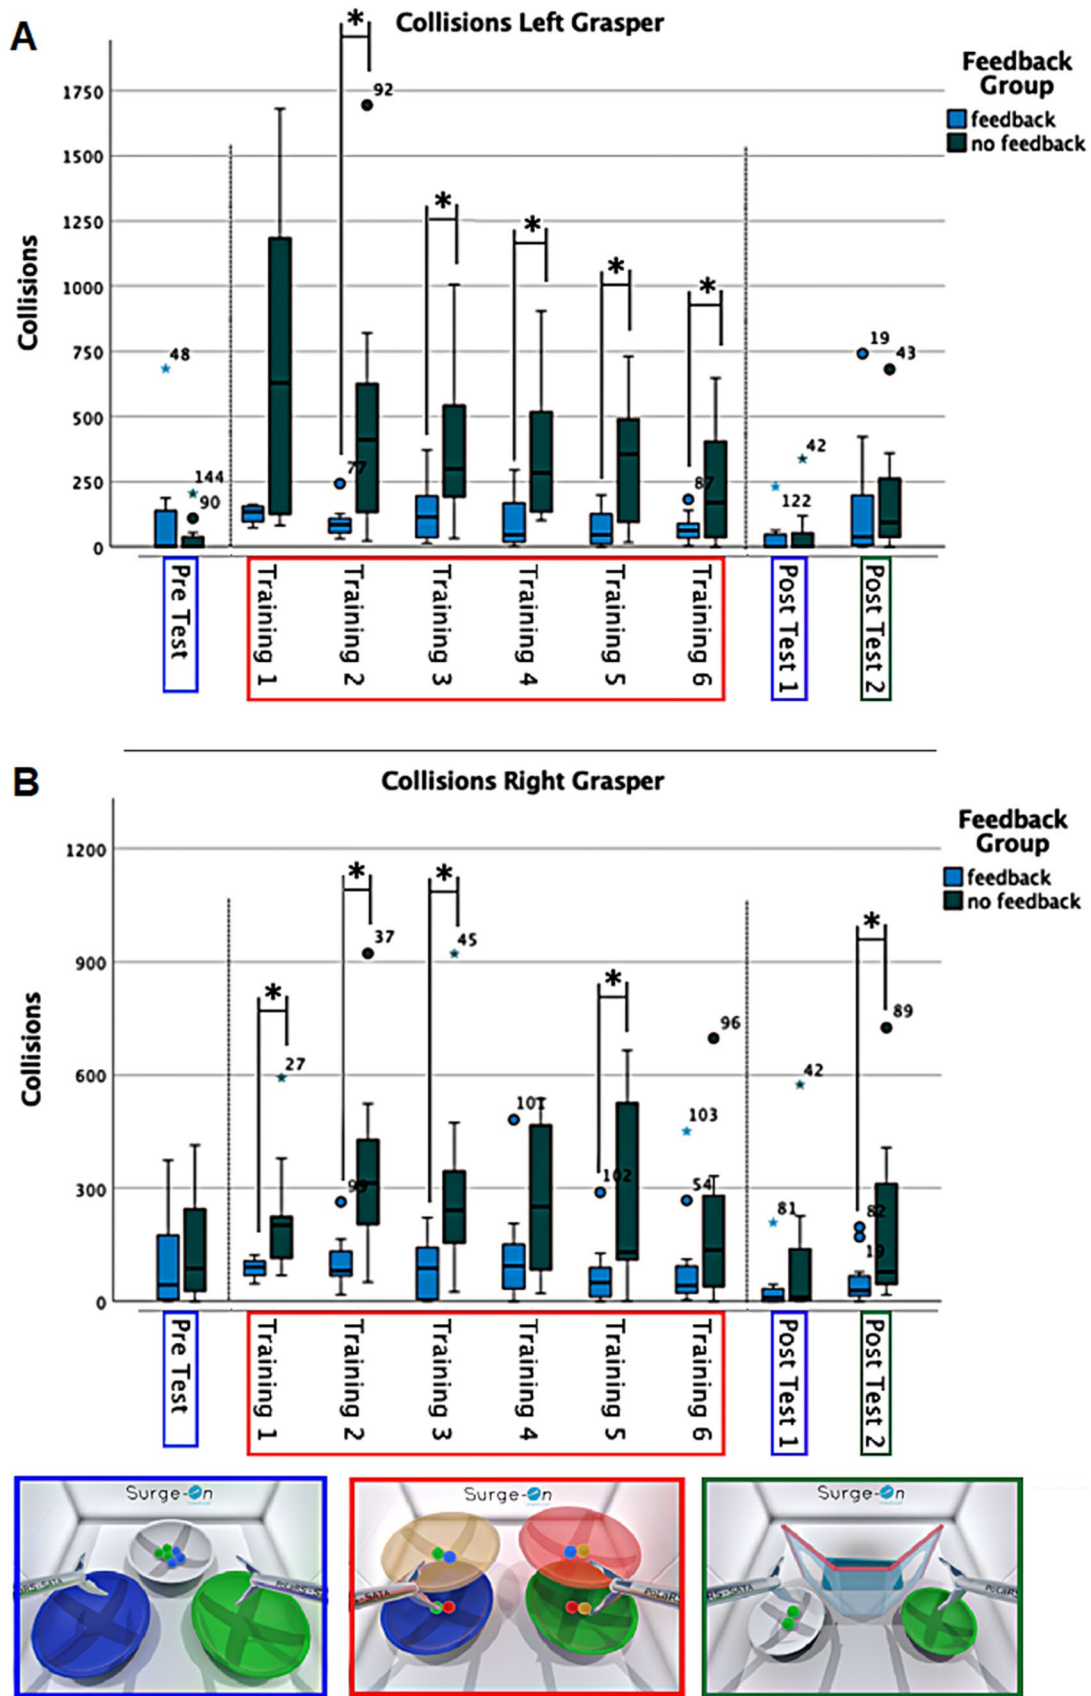 A
Collisions Left Grasper
Feedback
Group
feedback
no feedback
Collisions
1750
1500
1250
1000
750
500
250
0
*
92
*
*
*
*
48
144
90
77
87
42
122
19
43
Pre Test
Training 1
Training 2
Training 3
Training 4
Training 5
Training 6
Post Test 1
Post Test 2
B
Collisions Right Grasper
Feedback
Group
feedback
no feedback
Collisions
1200
900
600
300
0
*
27
*
37
*
45
*
*
89
96
42
103
101
102
54
81
82
19
Pre Test
Training 1
Training 2
Training 3
Training 4
Training 5
Training 6
Post Test 1
Post Test 2
Surge-On
medical
Surge-On
Surge-On